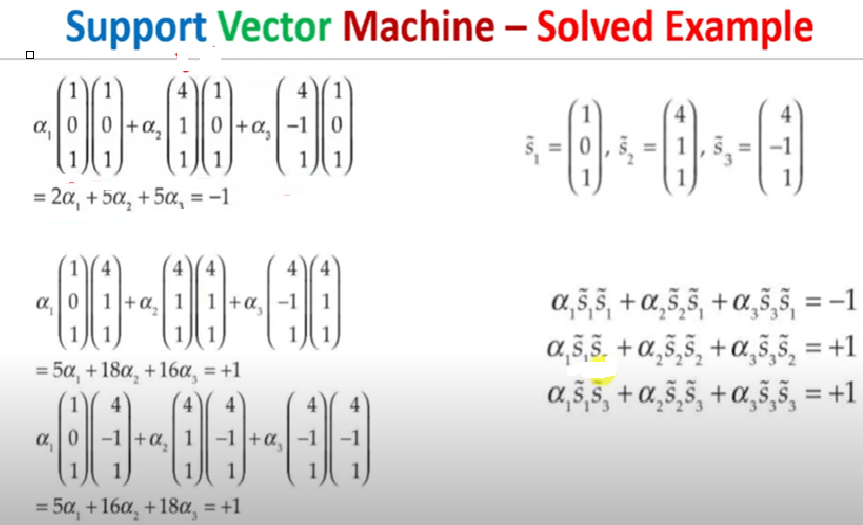 Support Vector Machine – Solved Example
α₁(1 0 1)(1 0 1) + α₂(4 1 1)(1 0 1) + α₃(4 −1 1)(1 0 1)
= 2α₁ + 5α₂ + 5α₃ = −1
α₁(1 0 1)(4 1 1) + α₂(4 1 1)(4 1 1) + α₃(4 −1 1)(4 1 1)
= 5α₁ + 18α₂ + 16α₃ = +1
α₁(1 0 1)(4 −1 1) + α₂(4 1 1)(4 −1 1) + α₃(4 −1 1)(4 −1 1)
= 5α₁ + 16α₂ + 18α₃ = +1
s̃₁ = (1 0 1), s̃₂ = (4 1 1), s̃₃ = (4 −1 1)
α₁s̃₁s̃₁ + α₂s̃₂s̃₁ + α₃s̃₃s̃₁ = −1
α₁s̃₁s̃₂ + α₂s̃₂s̃₂ + α₃s̃₃s̃₂ = +1
α₁s̃₁s̃₃ + α₂s̃₂s̃₃ + α₃s̃₃s̃₃ = +1